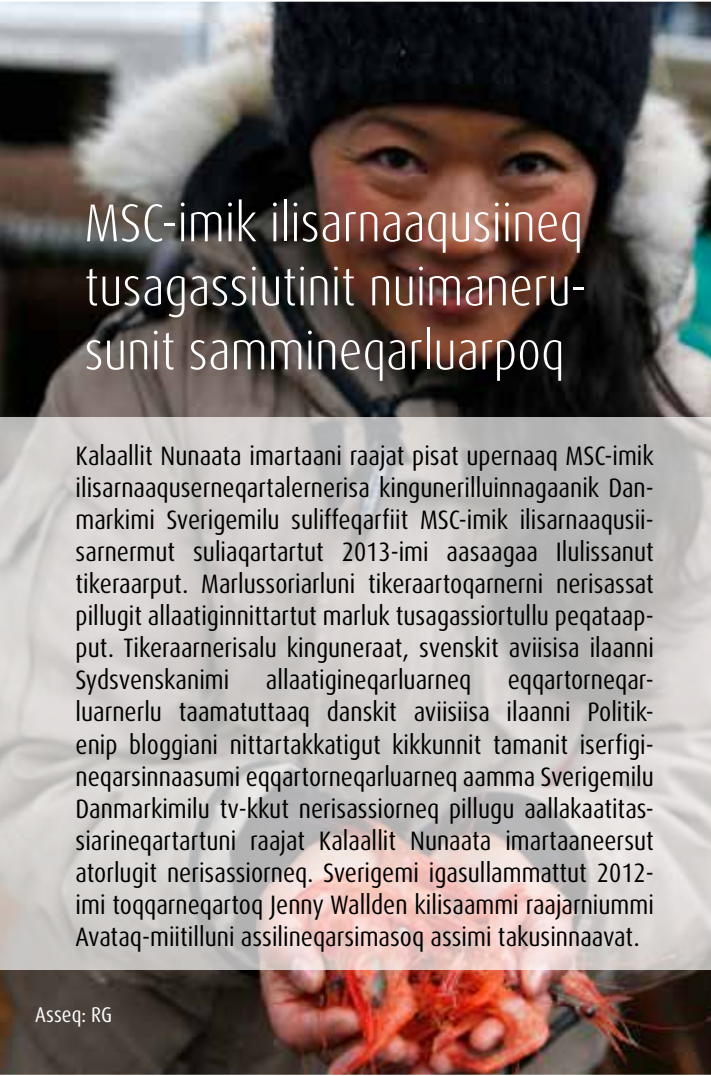 MSC-imik ilisarnaaqusiineq
tusagassiutinit nuimaneru-
sunit sammineqarluarpoq
Kalaallit Nunaata imartaani raajat pisat upernaaq MSC-imik
ilisarnaaquserneqartalernerisa kingunerilluinnagaanik Dan-
markimi Sverigemilu suliffeqarfiit MSC-imik ilisarnaaqusii-
sarnermut suliaqartartut 2013-imi aasaagaa Ilulissanut
tikeraarput. Marlussoriarluni tikeraartoqarnerni nerisassat
pillugit allaatiginnittartut marluk tusagassiortullu peqataap-
put. Tikeraarnerisalu kinguneraat, svenskit aviisisa ilaanni
Sydsvenskanimi allaatigineqarluarneq eqqartorneqar-
luarnerlu taamatuttaaq danskit aviisiisa ilaanni Politik-
enip bloggiani nittartakkatigut kikkunnit tamanit iserfigi-
neqarsinnaasumi eqqartorneqarluarneq aamma Sverigemilu
Danmarkimilu tv-kkut nerisassiorneq pillugu aallakaatitas-
siarineqartartuni raajat Kalaallit Nunaata imartaaneersut
atorlugit nerisassiorneq. Sverigemi igasullammattut 2012-
imi toqqarneqartoq Jenny Wallden kilisaammi raajarniummi
Avataq-miitilluni assilineqarsimasoq assimi takusinnaavat.
Asseq: RG